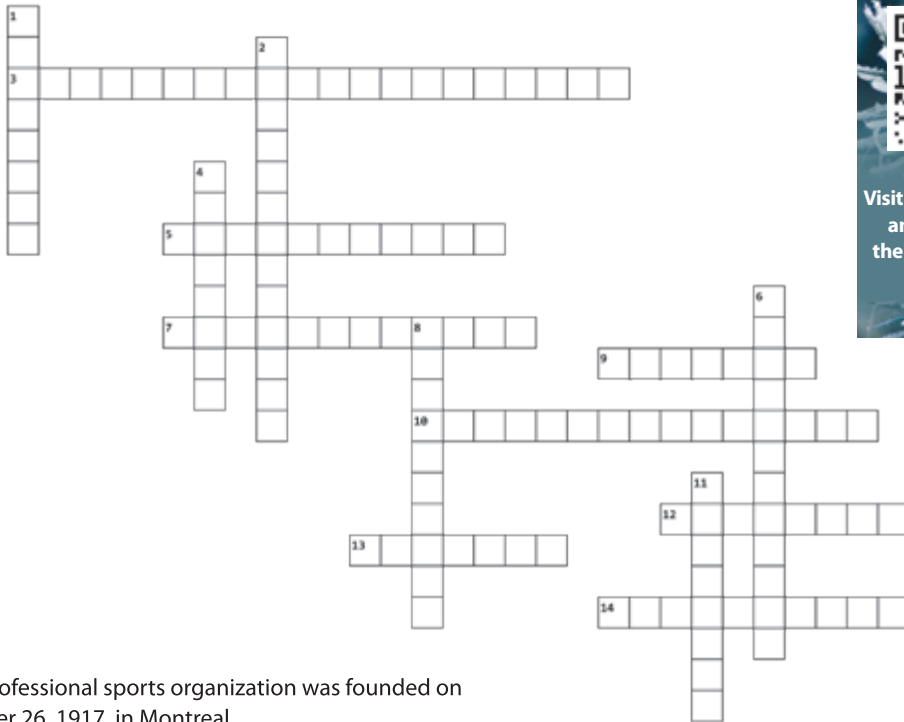 1
2
3
4
5
6
7
8
9
10
11
12
13
14
Visit
ar
the
ofessional sports organization was founded on
er 26, 1917, in Montreal